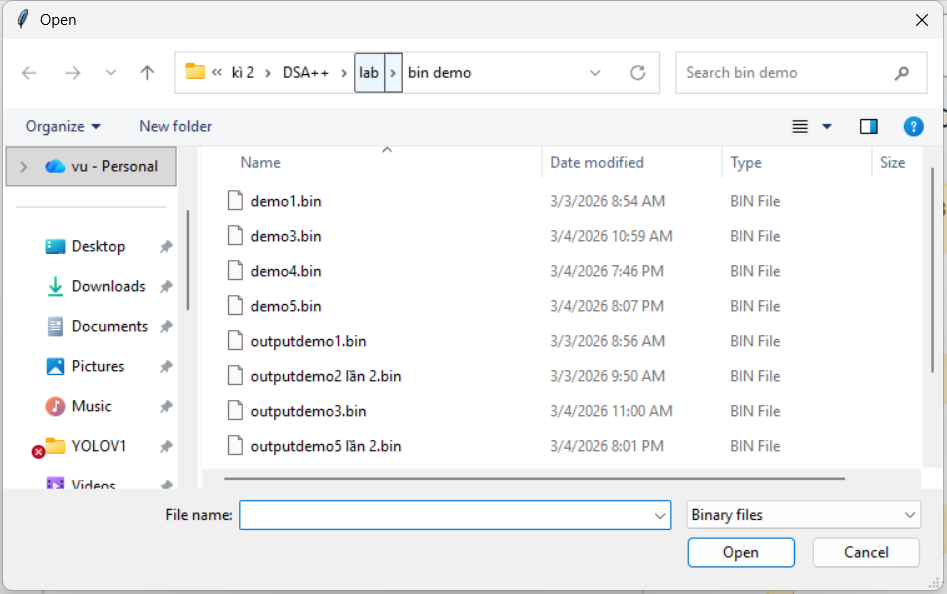 Open
« kì 2 › DSA++ › lab › bin demo
Search bin demo
Organize
New folder
vu - Personal
Desktop
Downloads
Documents
Pictures
Music
YOLOV1
Videos
Name Date modified Type Size
demo1.bin 3/3/2026 8:54 AM BIN File
demo3.bin 3/4/2026 10:59 AM BIN File
demo4.bin 3/4/2026 7:46 PM BIN File
demo5.bin 3/4/2026 8:07 PM BIN File
outputdemo1.bin 3/3/2026 8:56 AM BIN File
outputdemo2 lần 2.bin 3/3/2026 9:50 AM BIN File
outputdemo3.bin 3/4/2026 11:00 AM BIN File
outputdemo5 lần 2.bin 3/4/2026 8:01 PM BIN File
File name:
Binary files
Open
Cancel